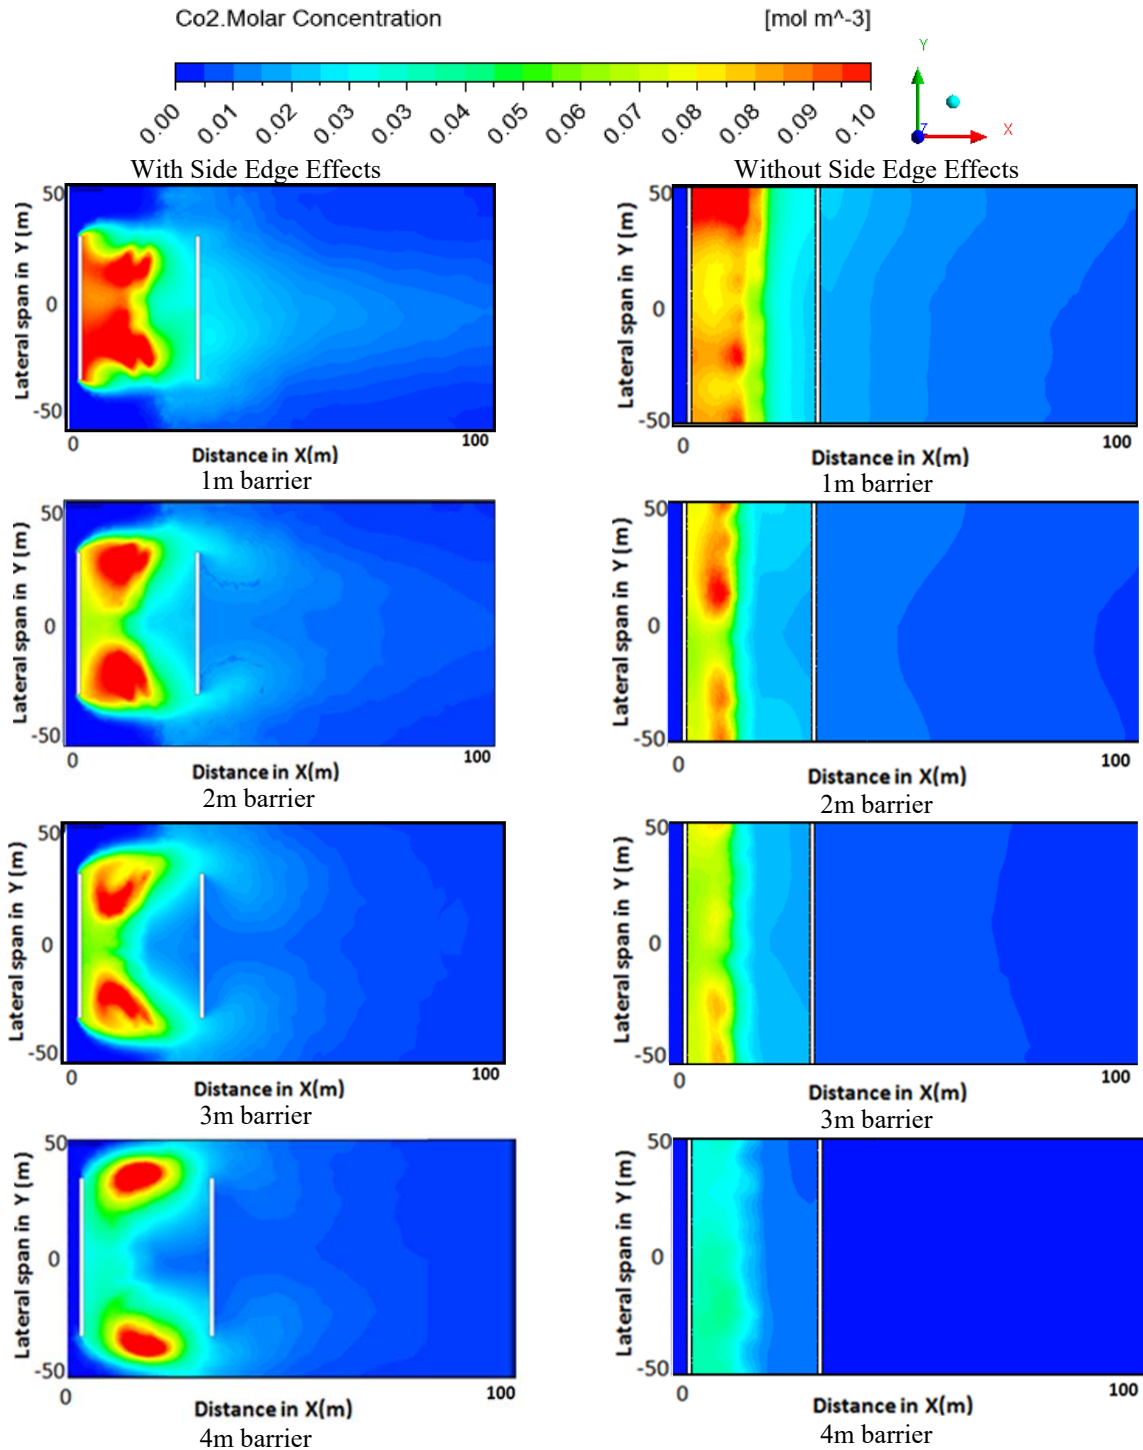 Co2.Molar Concentration [mol m^-3]
Y
Z X
0.00 0.01 0.02 0.03 0.03 0.04 0.05 0.06 0.07 0.08 0.08 0.09 0.10
With Side Edge Effects Without Side Edge Effects
50 50
Lateral span in Y (m) Lateral span in Y (m)
0 0
-50 -50
0 100 0 100
Distance in X(m) Distance in X(m)
1m barrier 1m barrier
50 50
Lateral span in Y (m) Lateral span in Y (m)
0 0
-50 -50
0 100 0 100
Distance in X(m) Distance in X(m)
2m barrier 2m barrier
50 50
Lateral span in Y (m) Lateral span in Y (m)
0 0
-50 -50
0 100 0 100
Distance in X(m) Distance in X(m)
3m barrier 3m barrier
50 50
Lateral span in Y (m) Lateral span in Y (m)
0 0
-50 -50
0 100 0 100
Distance in X(m) Distance in X(m)
4m barrier 4m barrier